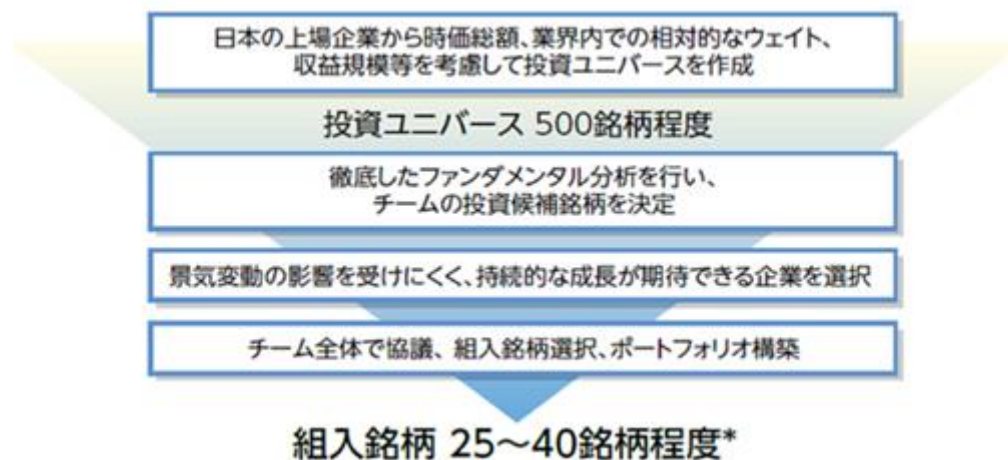 日本の上場企業から時価総額、業界内での相対的なウェイト、
収益規模等を考慮して投資ユニバースを作成
投資ユニバース 500銘柄程度
徹底したファンダメンタル分析を行い、
チームの投資候補銘柄を決定
景気変動の影響を受けにくく、持続的な成長が期待できる企業を選択
チーム全体で協議、組入銘柄選択、ポートフォリオ構築
組入銘柄 25～40銘柄程度*